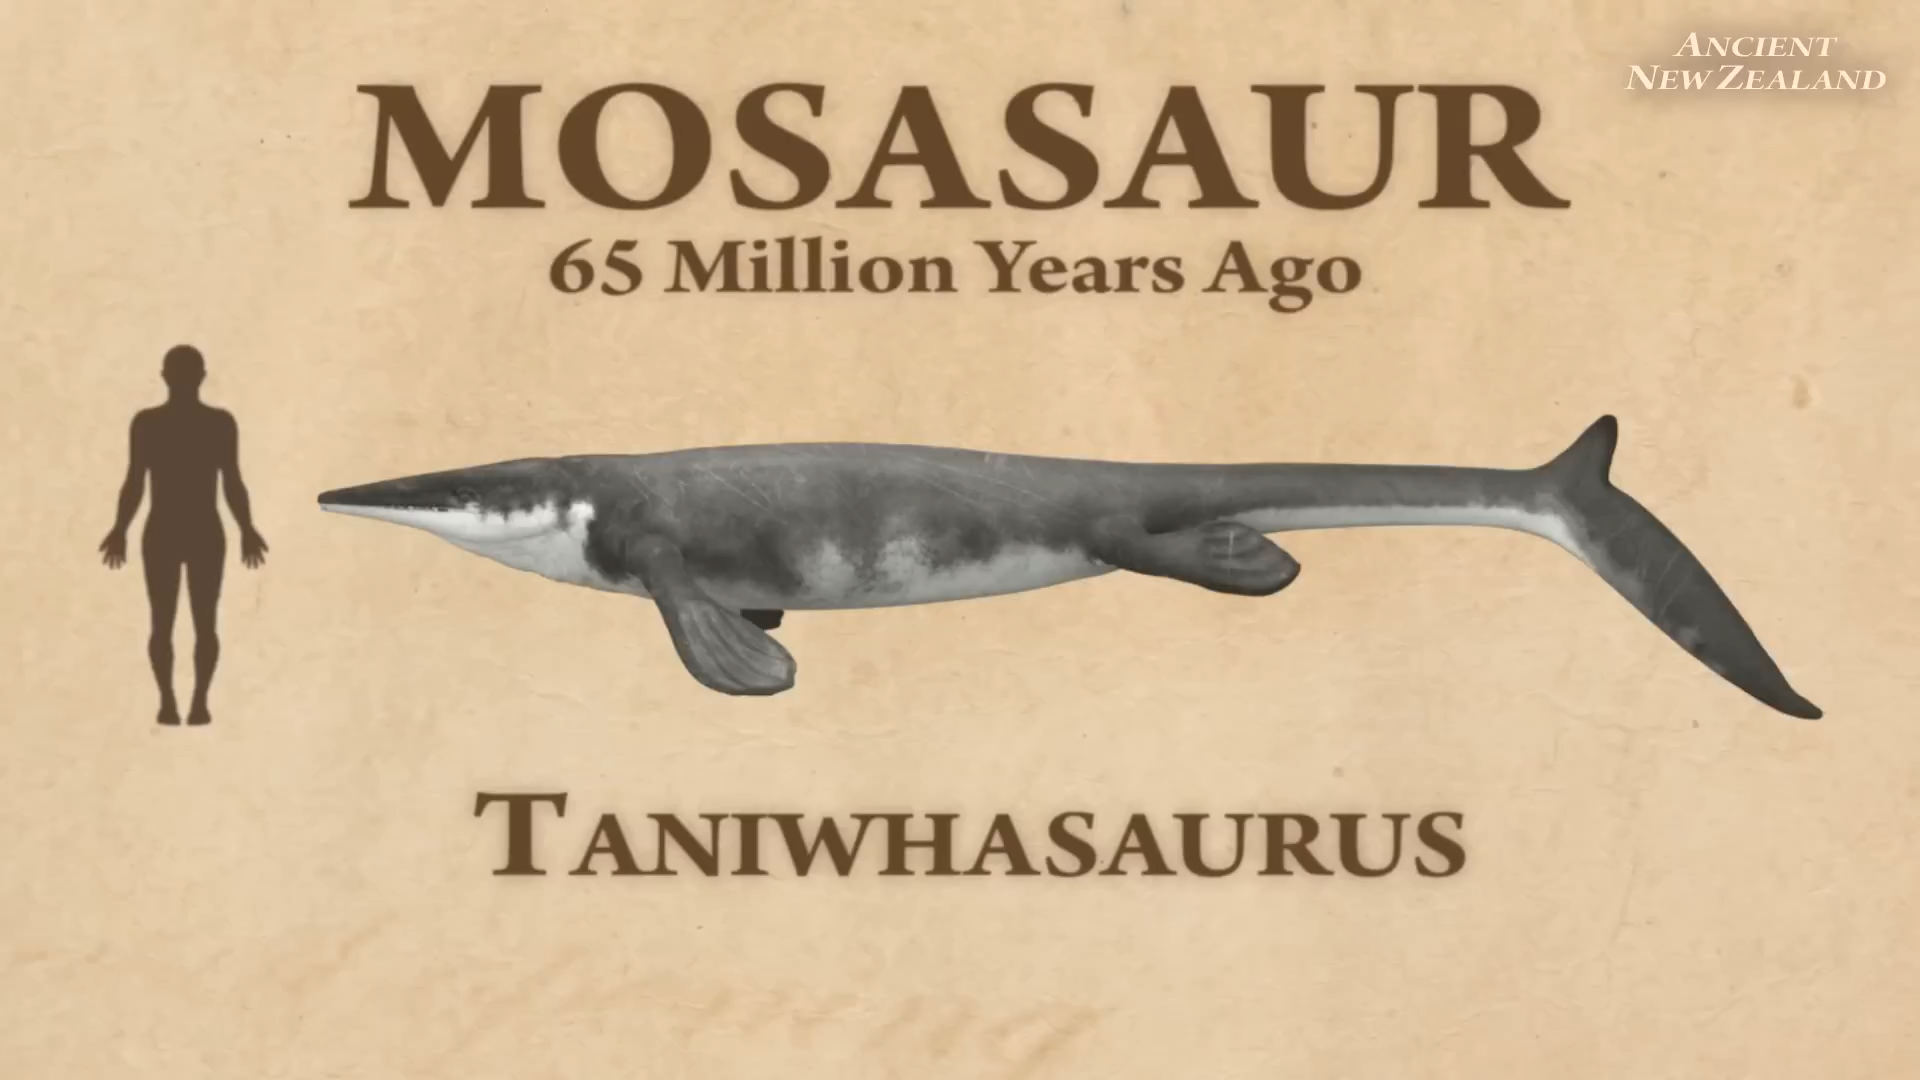 ANCIENT
NEW ZEALAND
MOSASAUR
65 Million Years Ago
TANIWHASAURUS